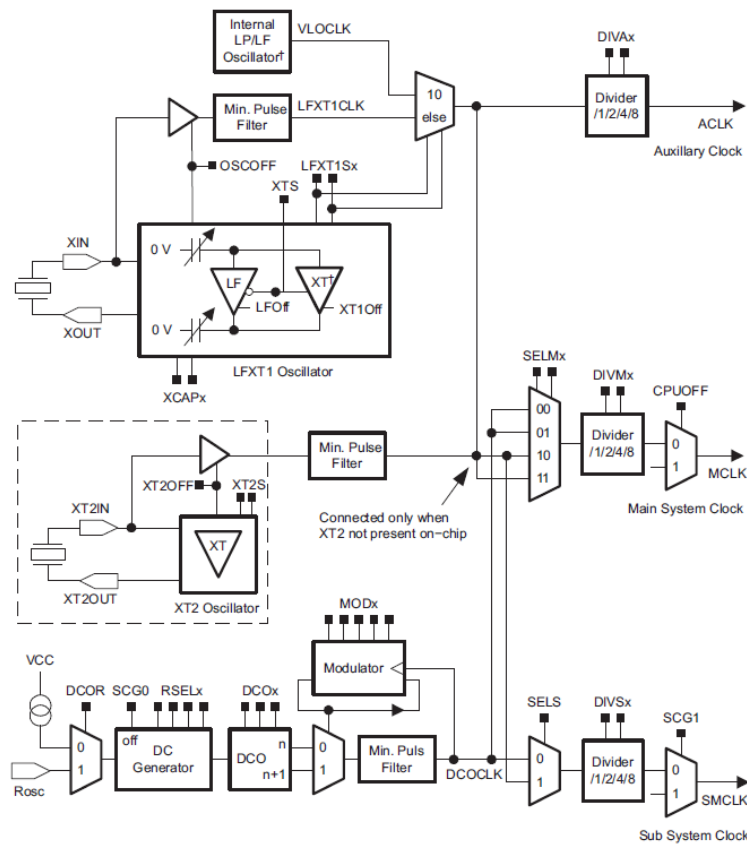 Internal
LP/LF
Oscillator†
VLOCLK
DIVAx
10
else
Min. Pulse
Filter
LFXT1CLK
Divider
/1/2/4/8
ACLK
Auxillary Clock
OSCOFF
LFXT1Sx
XTS
XIN
0 V
LF
XT†
LFOff
XT1Off
XOUT
0 V
LFXT1 Oscillator
XCAPx
SELMx
DIVMx
CPUOFF
00
01
10
11
Divider
/1/2/4/8
0
1
MCLK
Main System Clock
Min. Pulse
Filter
XT2OFF
XT2S
XT2IN
XT
XT2OUT
XT2 Oscillator
Connected only when
XT2 not present on−chip
MODx
Modulator
VCC
DCOR
SCG0
RSELx
DCOx
0
1
Rosc
off
DC
Generator
DCO
n
n+1
0
1
Min. Puls
Filter
DCOCLK
SELS
DIVSx
SCG1
0
1
Divider
/1/2/4/8
0
1
SMCLK
Sub System Clock